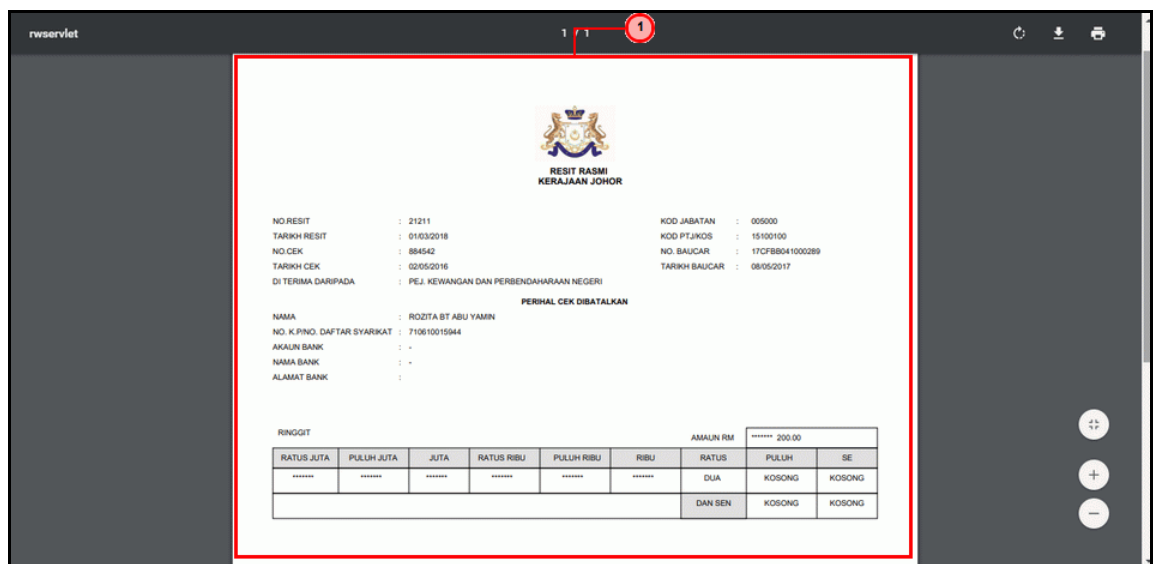 rwservlet 1 / 1 1
RESIT RASMI
KERAJAAN JOHOR
NO.RESIT : 21211 KOD JABATAN : 005000
TARIKH RESIT : 01/03/2018 KOD PTJ/KOS : 15100100
NO.CEK : 884542 NO. BAUCAR : 17CFBB041000289
TARIKH CEK : 02/05/2016 TARIKH BAUCAR : 08/05/2017
DI TERIMA DARIPADA : PEJ. KEWANGAN DAN PERBENDAHARAAN NEGERI
PERIHAL CEK DIBATALKAN
NAMA : ROZITA BT ABU YAMIN
NO. K.P/NO. DAFTAR SYARIKAT : 710610015944
AKAUN BANK : -
NAMA BANK : -
ALAMAT BANK :
RINGGIT AMAUN RM ******* 200.00
RATUS JUTA PULUH JUTA JUTA RATUS RIBU PULUH RIBU RIBU RATUS PULUH SE
******* ******* ******* ******* ******* ******* DUA KOSONG KOSONG
DAN SEN KOSONG KOSONG